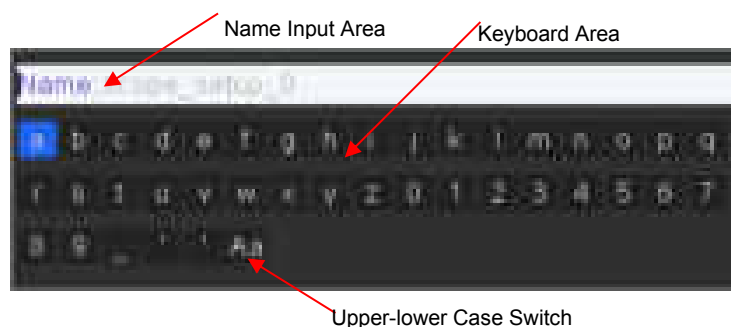 Name Input Area
Keyboard Area
Name
a b c d e f g h i j k l m n o p q
r s t u v w x y z 0 1 2 3 4 5 6 7
8 9 _ Aa
Upper-lower Case Switch